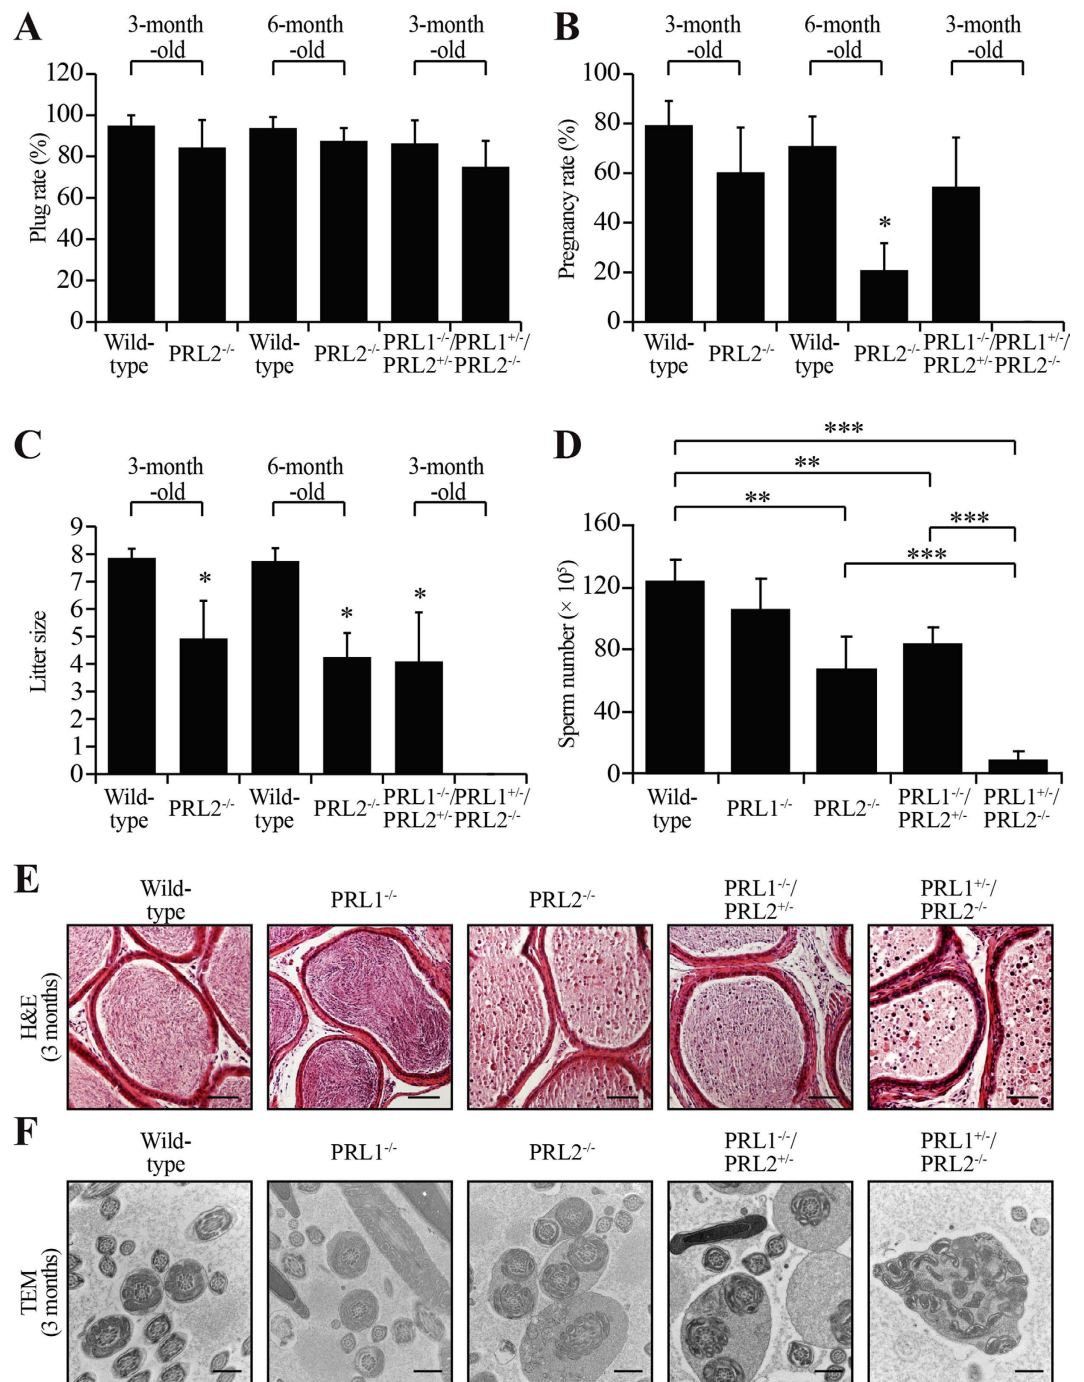 A
3-month
-old
6-month
-old
3-month
-old
Plug rate (%)
120
100
80
60
40
20
0
Wild-
type
PRL2-/-
Wild-
type
PRL2-/-
PRL1-/-/
PRL2+/-
PRL1+/-/
PRL2-/-
B
3-month
-old
6-month
-old
3-month
-old
Pregnancy rate (%)
100
80
60
40
20
0
*
Wild-
type
PRL2-/-
Wild-
type
PRL2-/-
PRL1-/-/
PRL2+/-
PRL1+/-/
PRL2-/-
C
3-month
-old
6-month
-old
3-month
-old
Litter size
9
8
7
6
5
4
3
2
1
0
*
*
*
Wild-
type
PRL2-/-
Wild-
type
PRL2-/-
PRL1-/-/
PRL2+/-
PRL1+/-/
PRL2-/-
D
***
**
**
***
***
Sperm number (× 10⁵)
160
120
80
40
0
Wild-
type
PRL1-/-
PRL2-/-
PRL1-/-/
PRL2+/-
PRL1+/-/
PRL2-/-
E
Wild-
type
PRL1-/-
PRL2-/-
PRL1-/-/
PRL2+/-
PRL1+/-/
PRL2-/-
H&E
(3 months)
F
Wild-
type
PRL1-/-
PRL2-/-
PRL1-/-/
PRL2+/-
PRL1+/-/
PRL2-/-
TEM
(3 months)